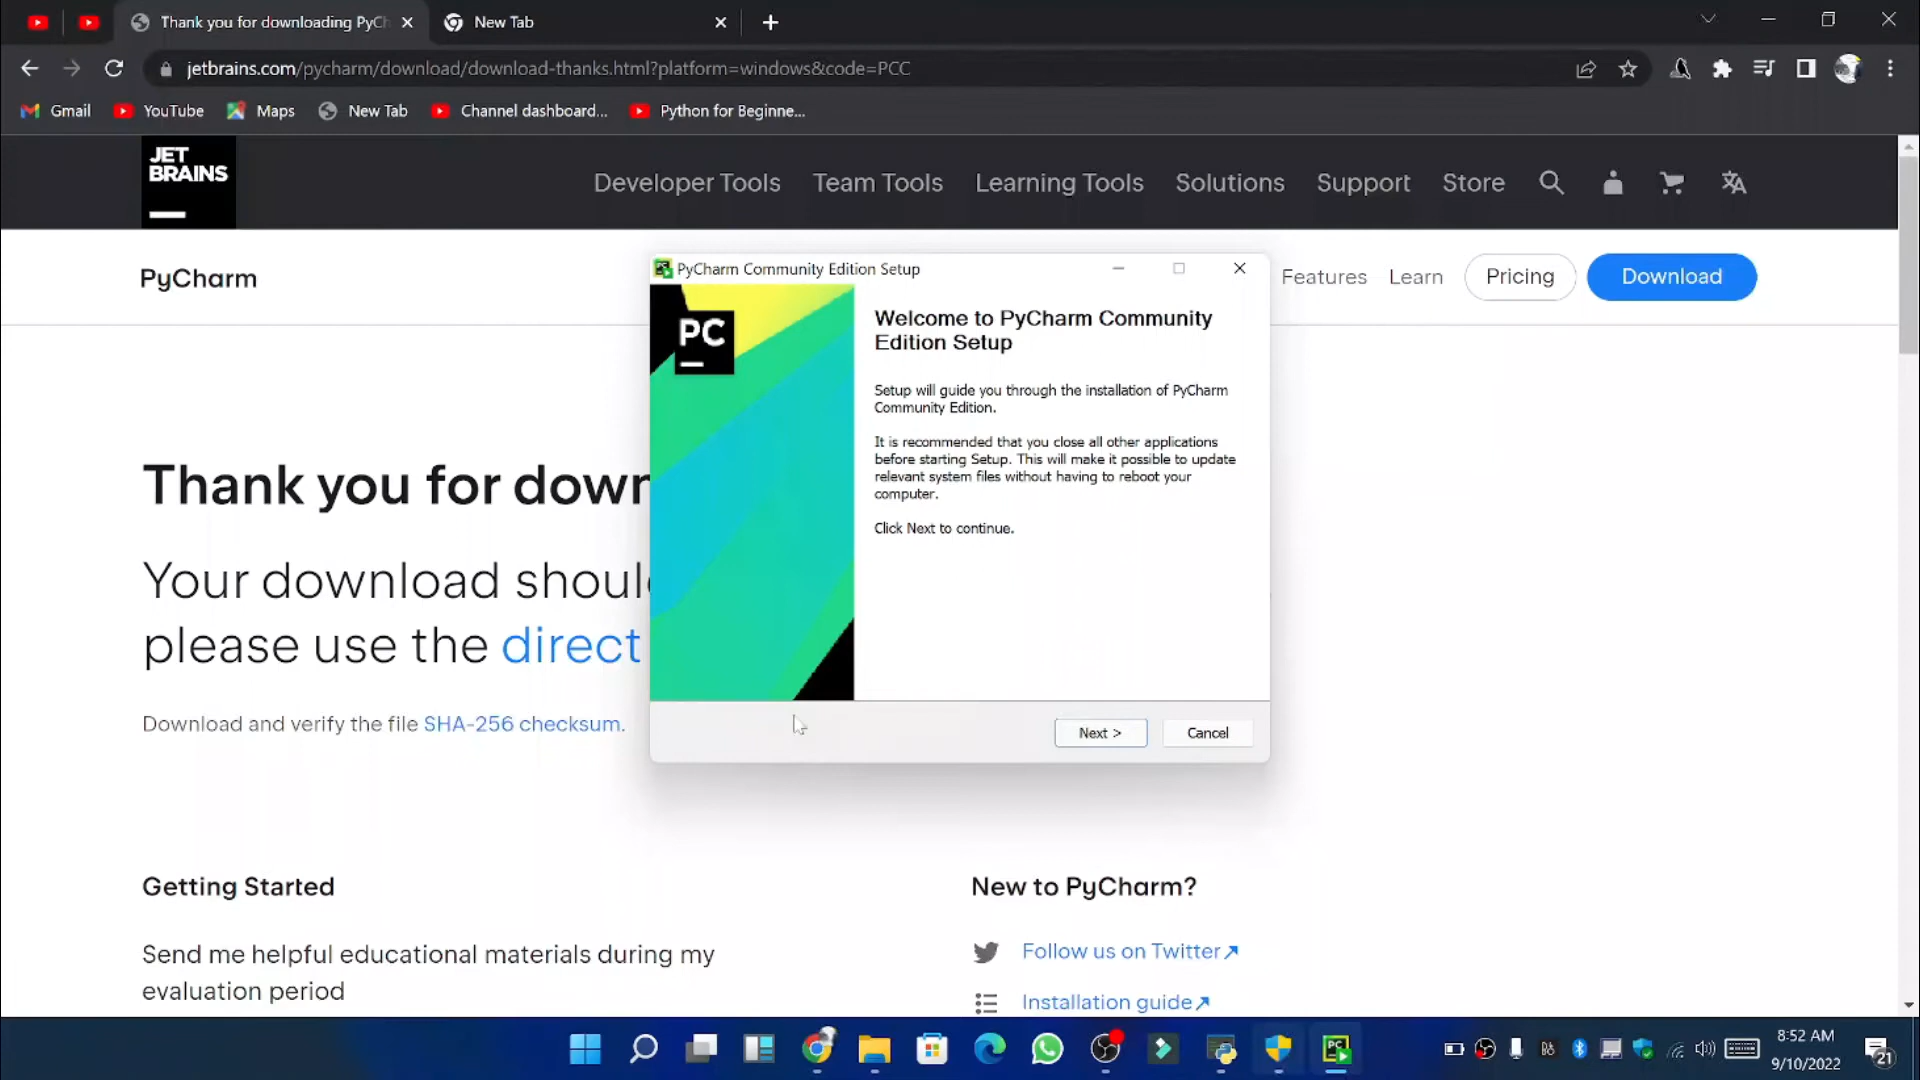 Thank you for downloading PyCh
New Tab
jetbrains.com/pycharm/download/download-thanks.html?platform=windows&code=PCC
Gmail
YouTube
Maps
New Tab
Channel dashboard...
Python for Beginne...
JET
BRAINS
Developer Tools
Team Tools
Learning Tools
Solutions
Support
Store
PyCharm
Features
Learn
Pricing
Download
PyCharm Community Edition Setup
PC
Welcome to PyCharm Community
Edition Setup
Setup will guide you through the installation of PyCharm
Community Edition.
It is recommended that you close all other applications
before starting Setup. This will make it possible to update
relevant system files without having to reboot your
computer.
Click Next to continue.
Next >
Cancel
Thank you for down
Your download shoul
please use the direct
Download and verify the file SHA-256 checksum.
Getting Started
Send me helpful educational materials during my
evaluation period
New to PyCharm?
Follow us on Twitter↗
Installation guide↗
PC
8:52 AM
9/10/2022
21